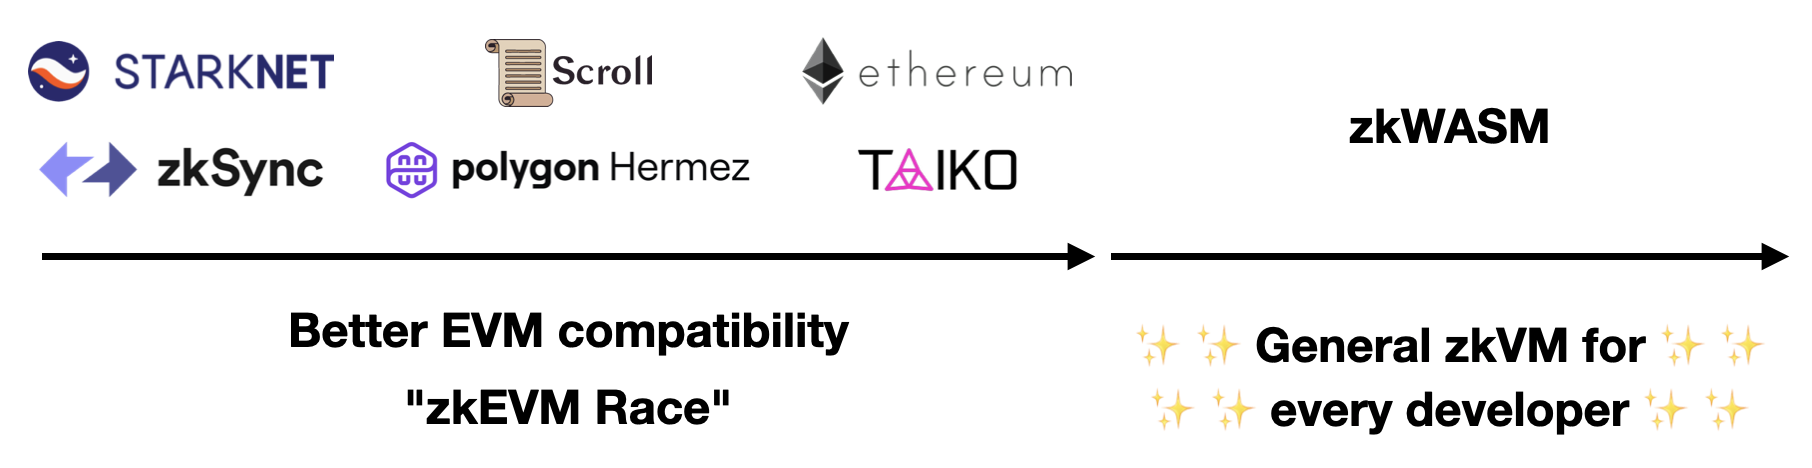 STARKNET
Scroll
ethereum
zkSync
polygon Hermez
TAIKO
zkWASM
Better EVM compatibility
"zkEVM Race"
✨ ✨ General zkVM for ✨ ✨
✨ ✨ every developer ✨ ✨